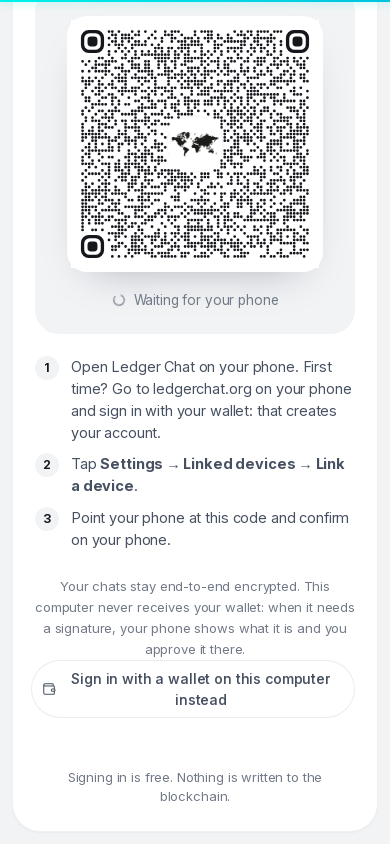 Waiting for your phone
1 Open Ledger Chat on your phone. First
time? Go to ledgerchat.org on your phone
and sign in with your wallet: that creates
your account.
2 Tap Settings → Linked devices → Link
a device.
3 Point your phone at this code and confirm
on your phone.
Your chats stay end-to-end encrypted. This
computer never receives your wallet: when it needs
a signature, your phone shows what it is and you
approve it there.
Sign in with a wallet on this computer
instead
Signing in is free. Nothing is written to the
blockchain.